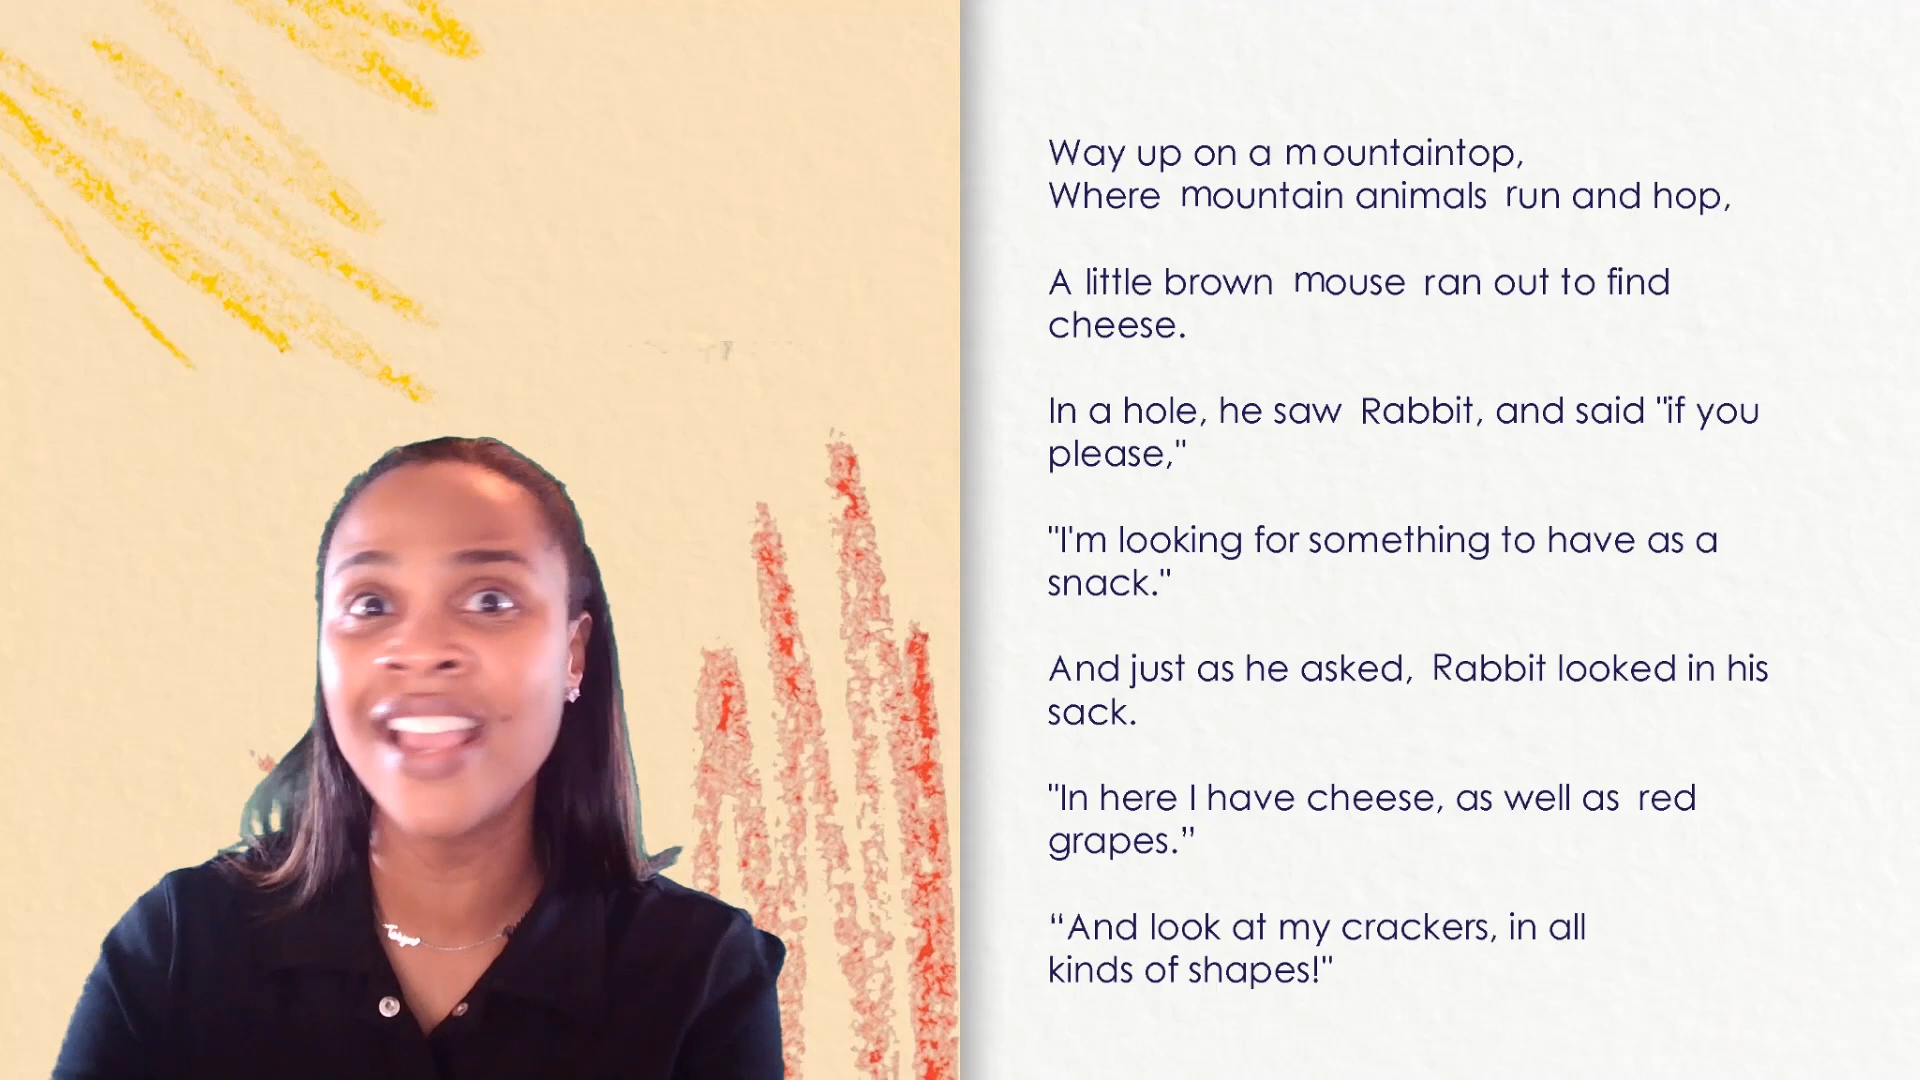 Way up on a mountaintop,
Where mountain animals run and hop,
A little brown mouse ran out to find
cheese.
In a hole, he saw Rabbit, and said "if you
please,"
"I'm looking for something to have as a
snack."
And just as he asked, Rabbit looked in his
sack.
"In here I have cheese, as well as red
grapes.”
“And look at my crackers, in all
kinds of shapes!"